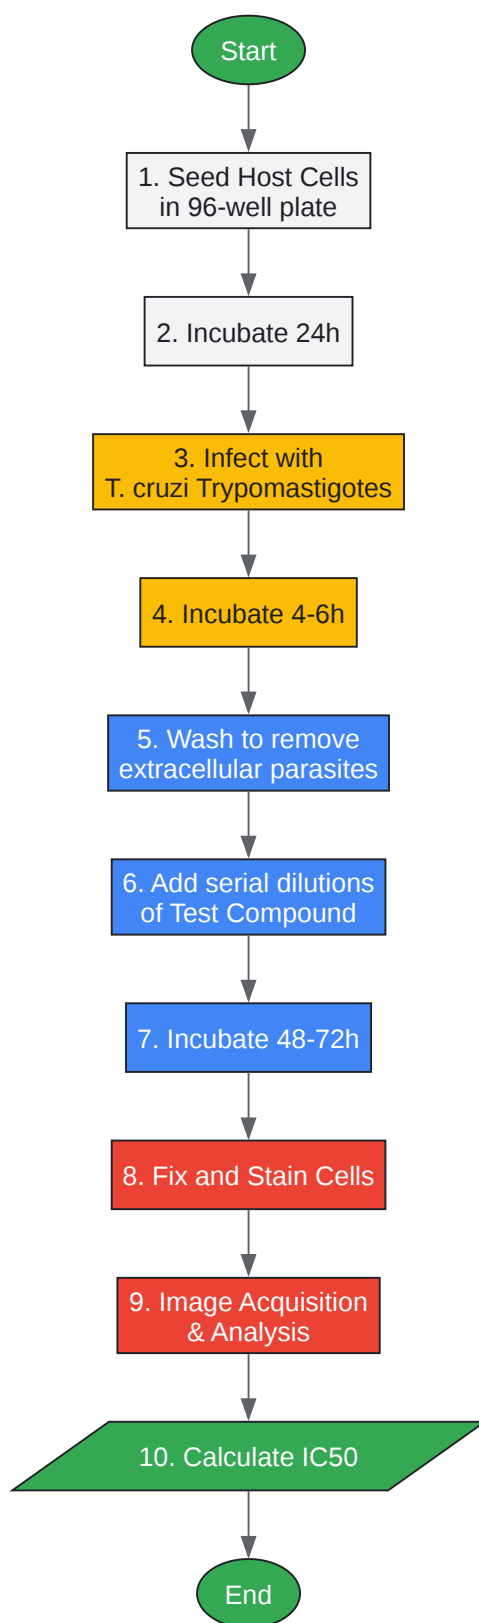 Start
1. Seed Host Cells
in 96-well plate
2. Incubate 24h
3. Infect with
T. cruzi Trypomastigotes
4. Incubate 4-6h
5. Wash to remove
extracellular parasites
6. Add serial dilutions
of Test Compound
7. Incubate 48-72h
8. Fix and Stain Cells
9. Image Acquisition
& Analysis
10. Calculate IC50
End